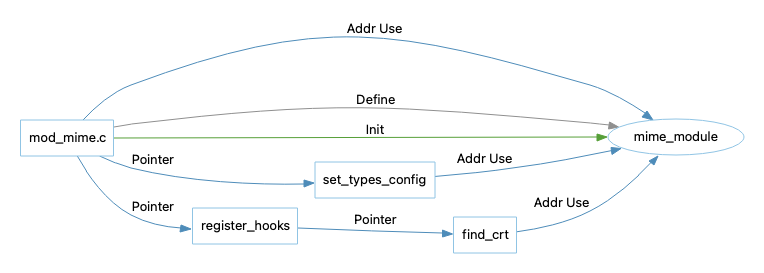 Addr Use
Define
Init
mod_mime.c
mime_module
Pointer
Addr Use
set_types_config
Pointer
Addr Use
register_hooks
Pointer
find_crt